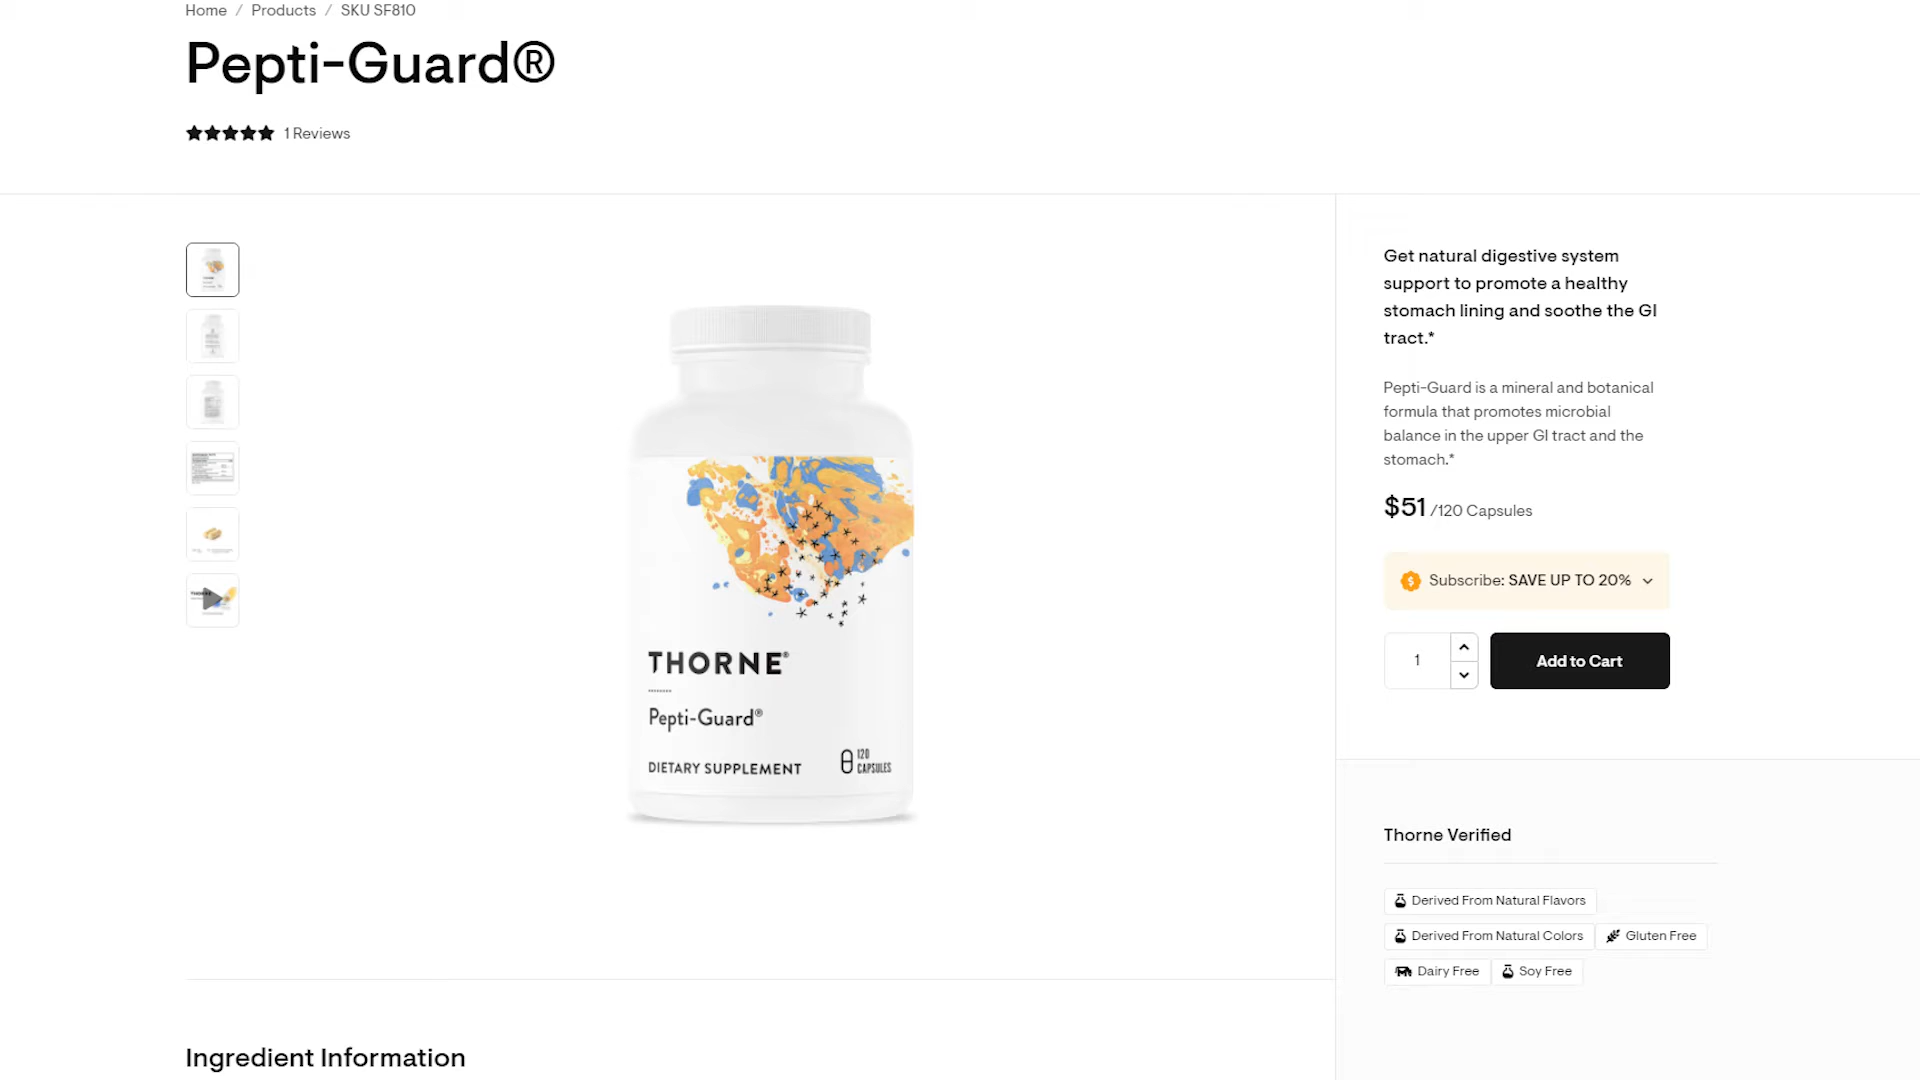 Home / Products / SKU SF810
Pepti-Guard®
1 Reviews
Get natural digestive system
support to promote a healthy
stomach lining and soothe the GI
tract.*
Pepti-Guard is a mineral and botanical
formula that promotes microbial
balance in the upper GI tract and the
stomach.*
$51 /120 Capsules
Subscribe: SAVE UP TO 20%
1
Add to Cart
THORNE®
Pepti-Guard®
DIETARY SUPPLEMENT
120
CAPSULES
Thorne Verified
Derived From Natural Flavors
Derived From Natural Colors
Gluten Free
Dairy Free
Soy Free
Ingredient Information